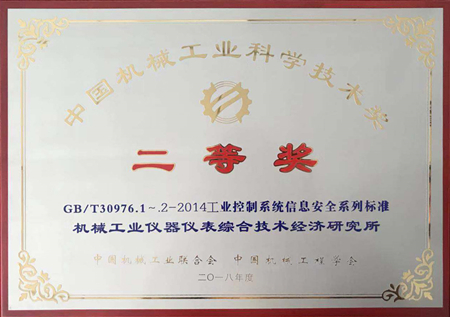 中国机械工业科学技术奖
二等奖
GB/T30976.1~.2-2014工业控制系统信息安全系列标准
机械工业仪器仪表综合技术经济研究所
中国机械工业联合会 中国机械工程学会
二〇一八年度